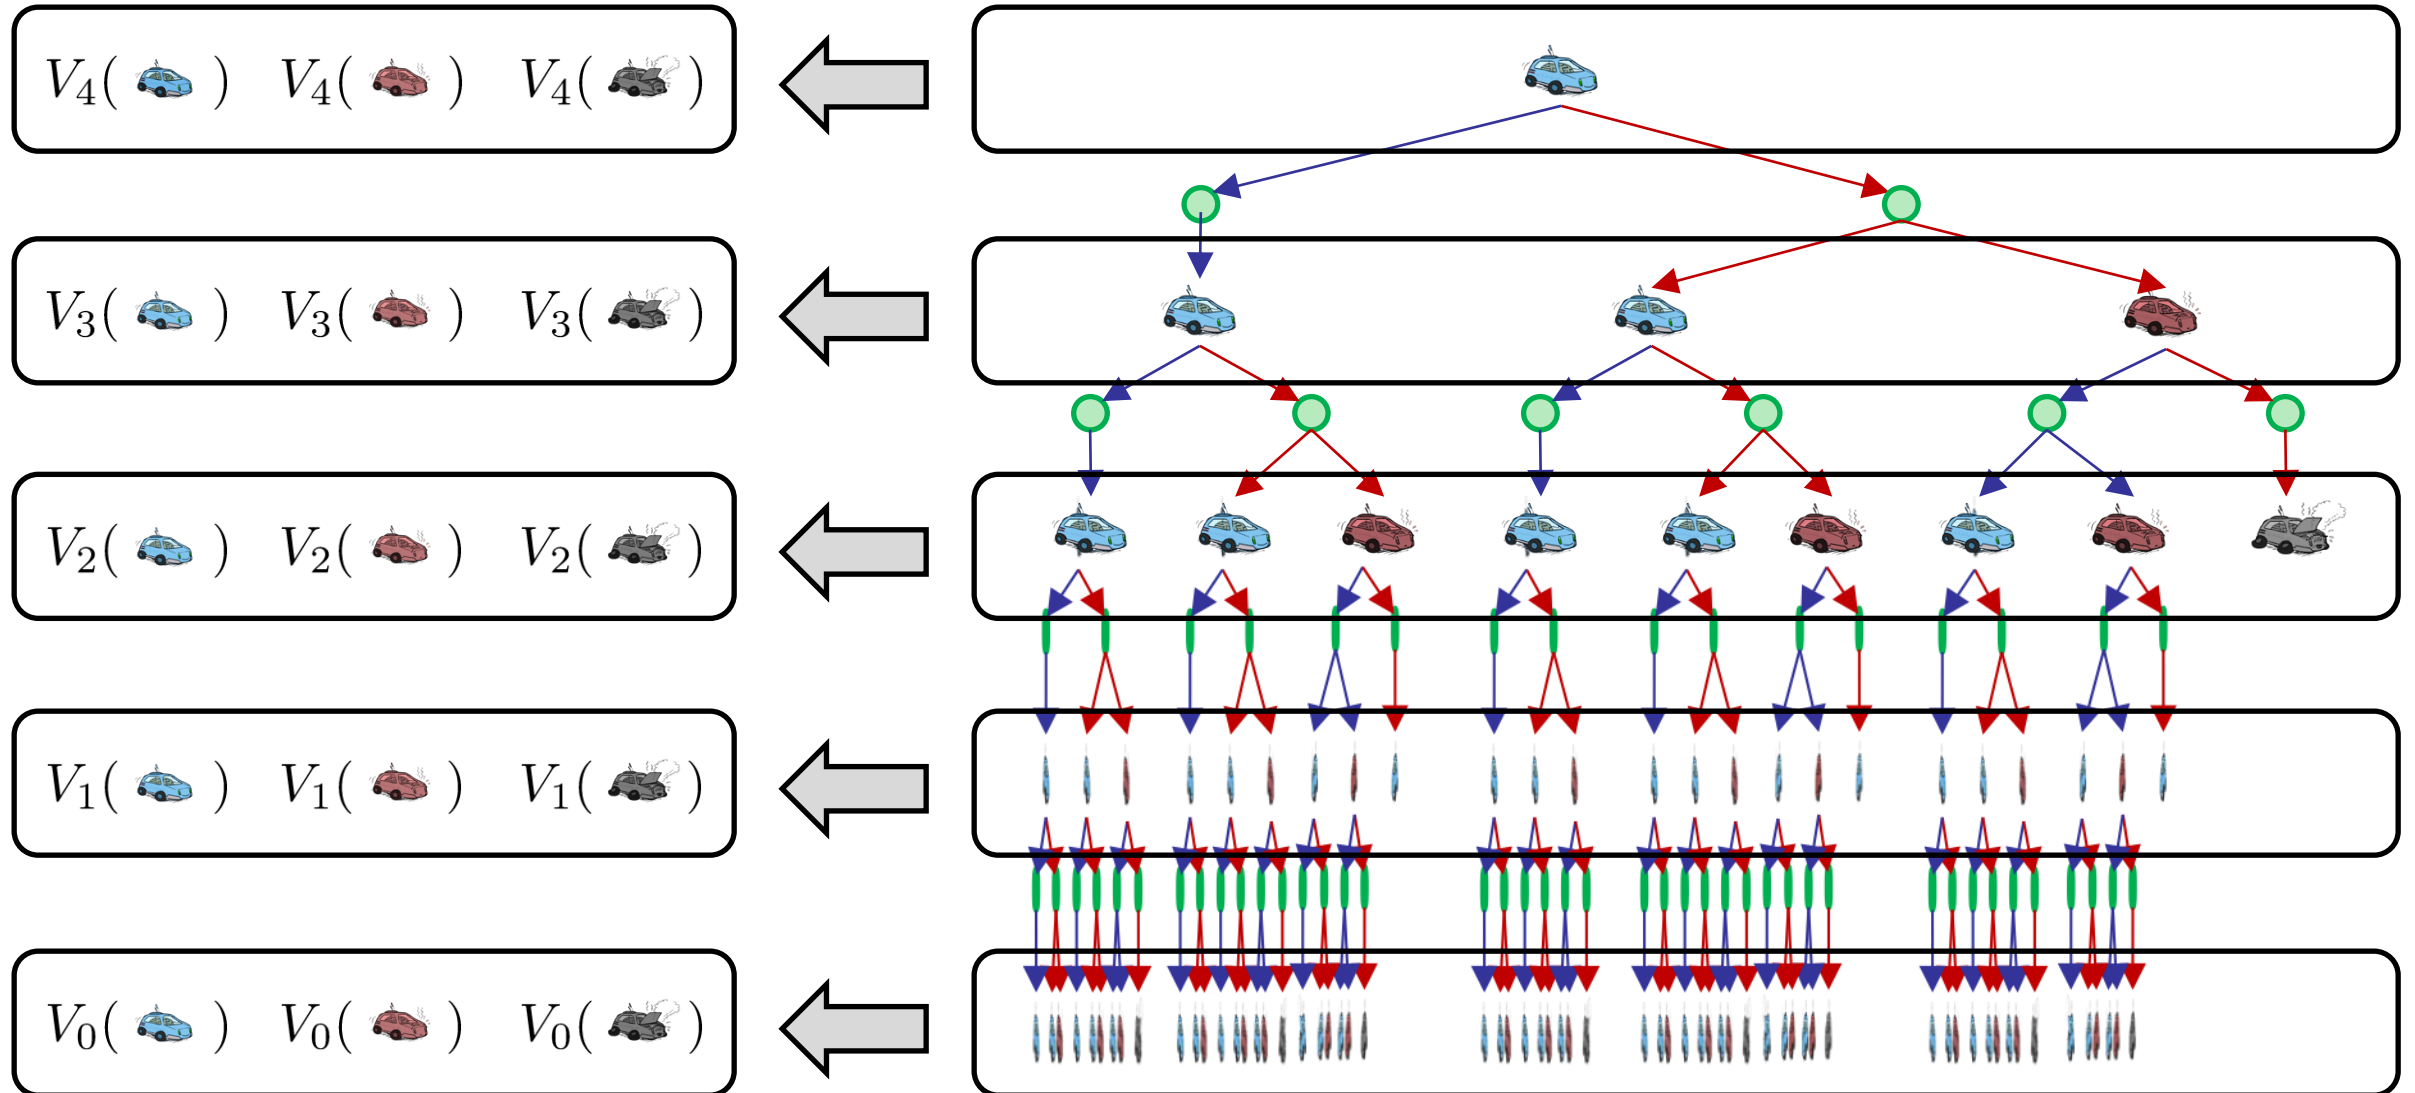 V4( ) V4( ) V4( )
V3( ) V3( ) V3( )
V2( ) V2( ) V2( )
V1( ) V1( ) V1( )
V0( ) V0( ) V0( )